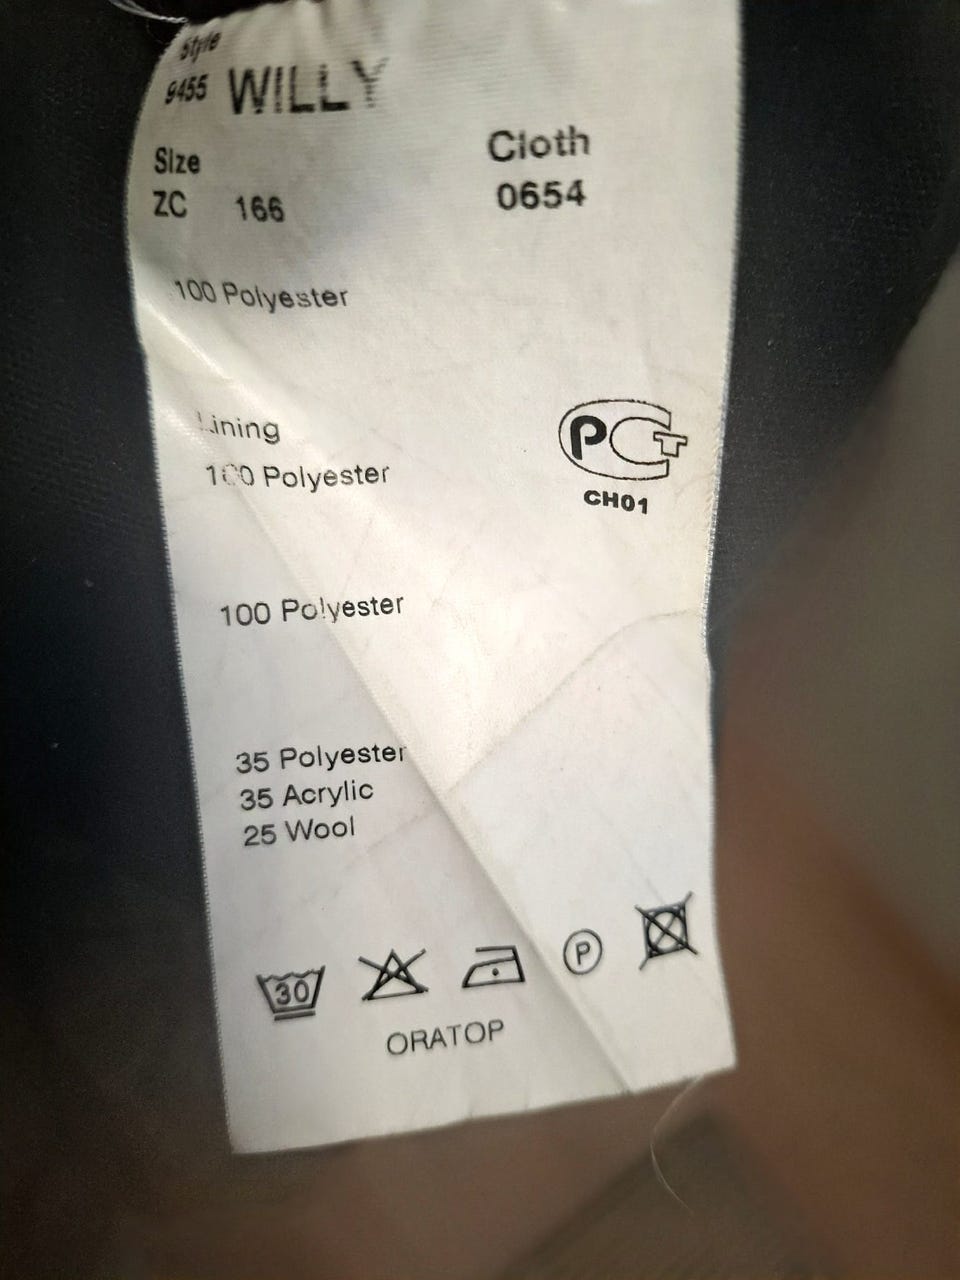 Style
9455 WILLY
Size Cloth
ZC 166 0654
100 Polyester
Lining
100 Polyester
РСТ
CH01
100 Polyester
35 Polyester
35 Acrylic
25 Wool
30 P
ORATOP